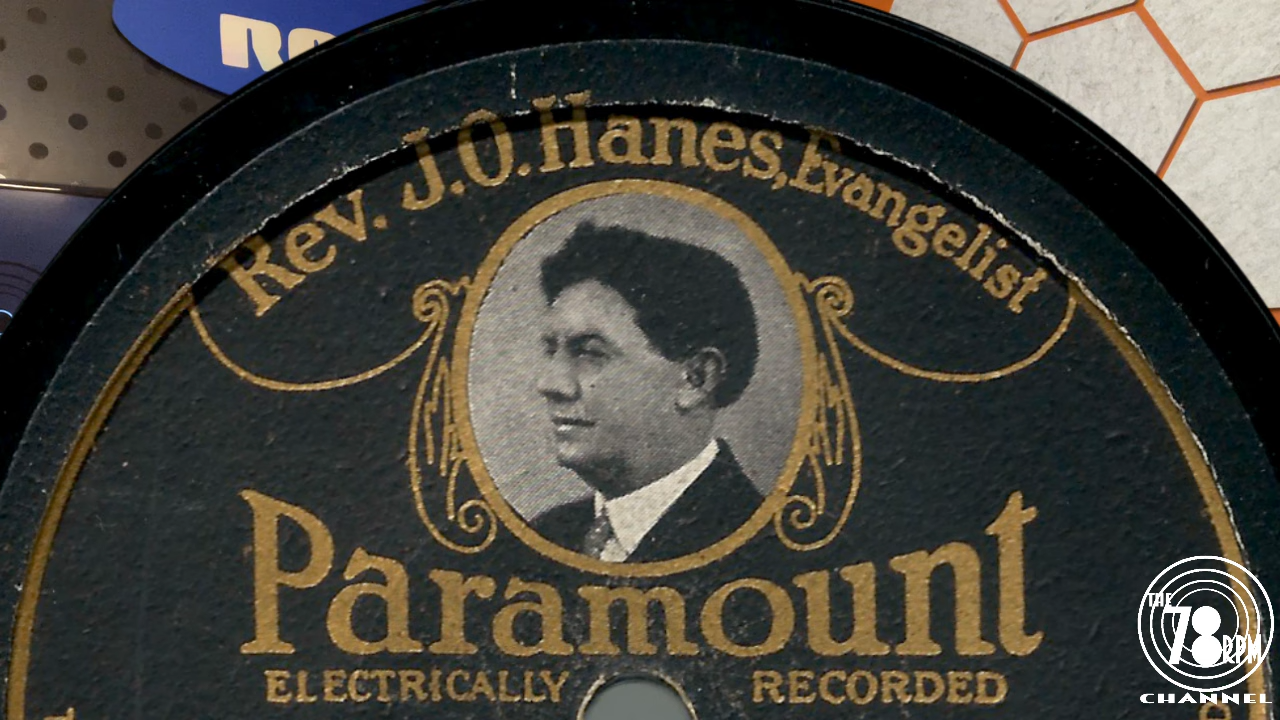 Rev. J.O. Hanes, Evangelist
Paramount
ELECTRICALLY RECORDED
THE
78RPM
CHANNEL